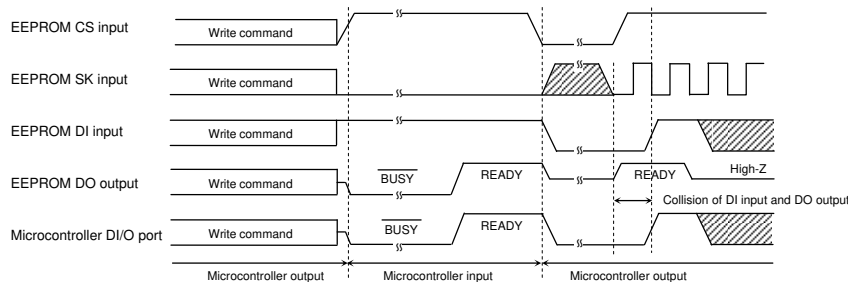 EEPROM CS input
Write command
EEPROM SK input
Write command
EEPROM DI input
Write command
EEPROM DO output
Write command
BUSY
READY
READY
High-Z
Collision of DI input and DO output
Microcontroller DI/O port
Write command
BUSY
READY
Microcontroller output
Microcontroller input
Microcontroller output